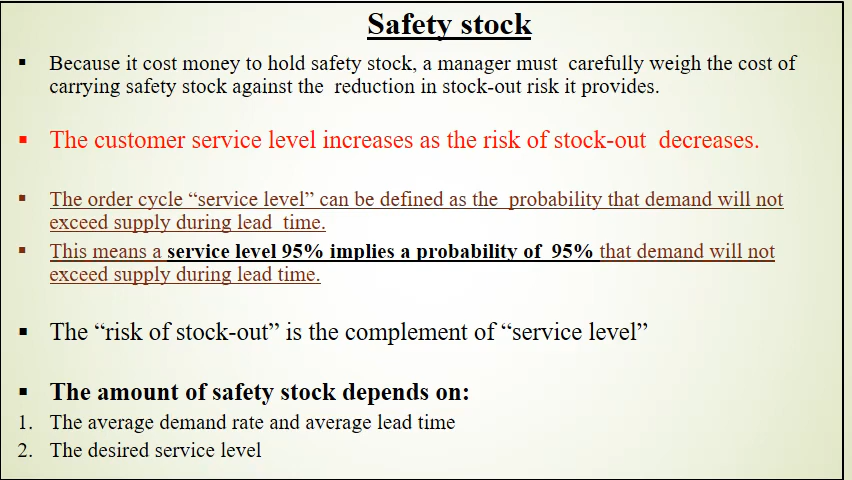 Safety stock
▪ Because it cost money to hold safety stock, a manager must carefully weigh the cost of
carrying safety stock against the reduction in stock-out risk it provides.
▪ The customer service level increases as the risk of stock-out decreases.
▪ The order cycle “service level” can be defined as the probability that demand will not
exceed supply during lead time.
▪ This means a service level 95% implies a probability of 95% that demand will not
exceed supply during lead time.
▪ The “risk of stock-out” is the complement of “service level”
▪ The amount of safety stock depends on:
1. The average demand rate and average lead time
2. The desired service level